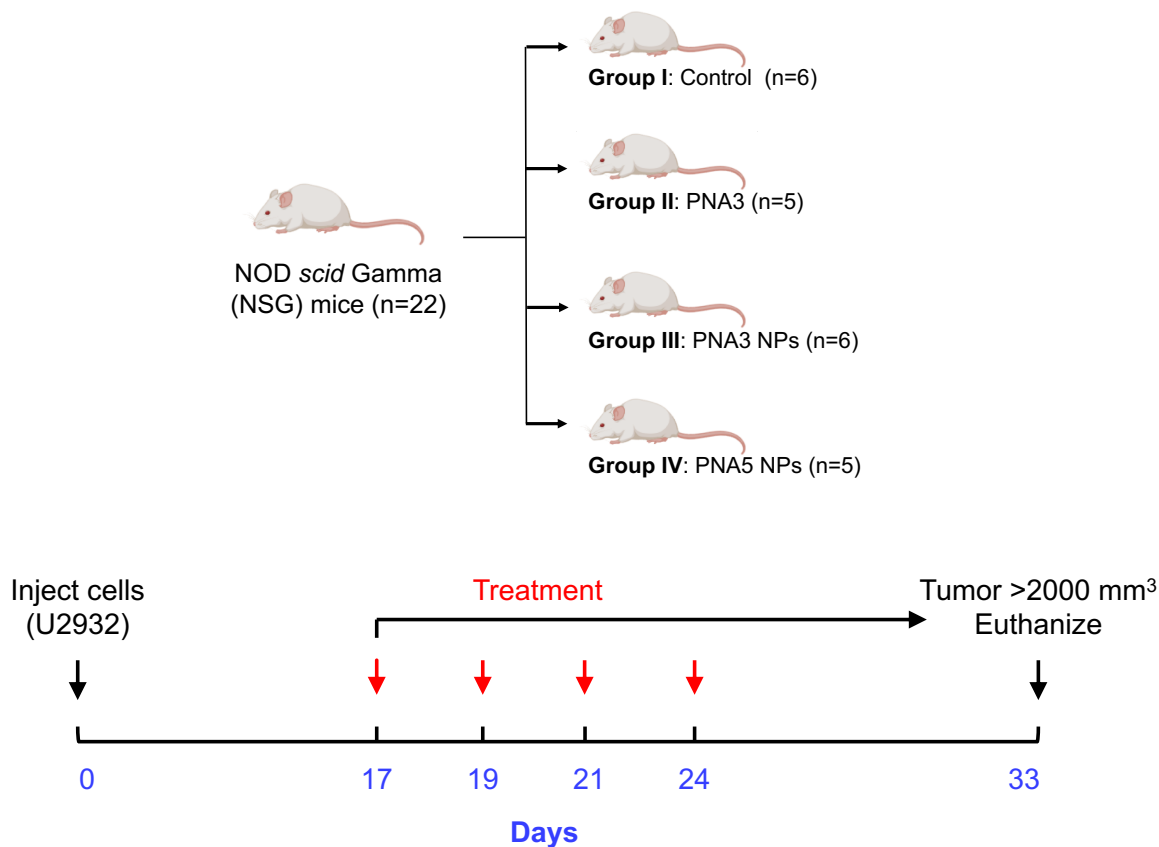 Group I: Control (n=6)
Group II: PNA3 (n=5)
NOD scid Gamma
(NSG) mice (n=22)
Group III: PNA3 NPs (n=6)
Group IV: PNA5 NPs (n=5)
Inject cells
(U2932)
Treatment
Tumor >2000 mm³
Euthanize
0
17
19
21
24
33
Days